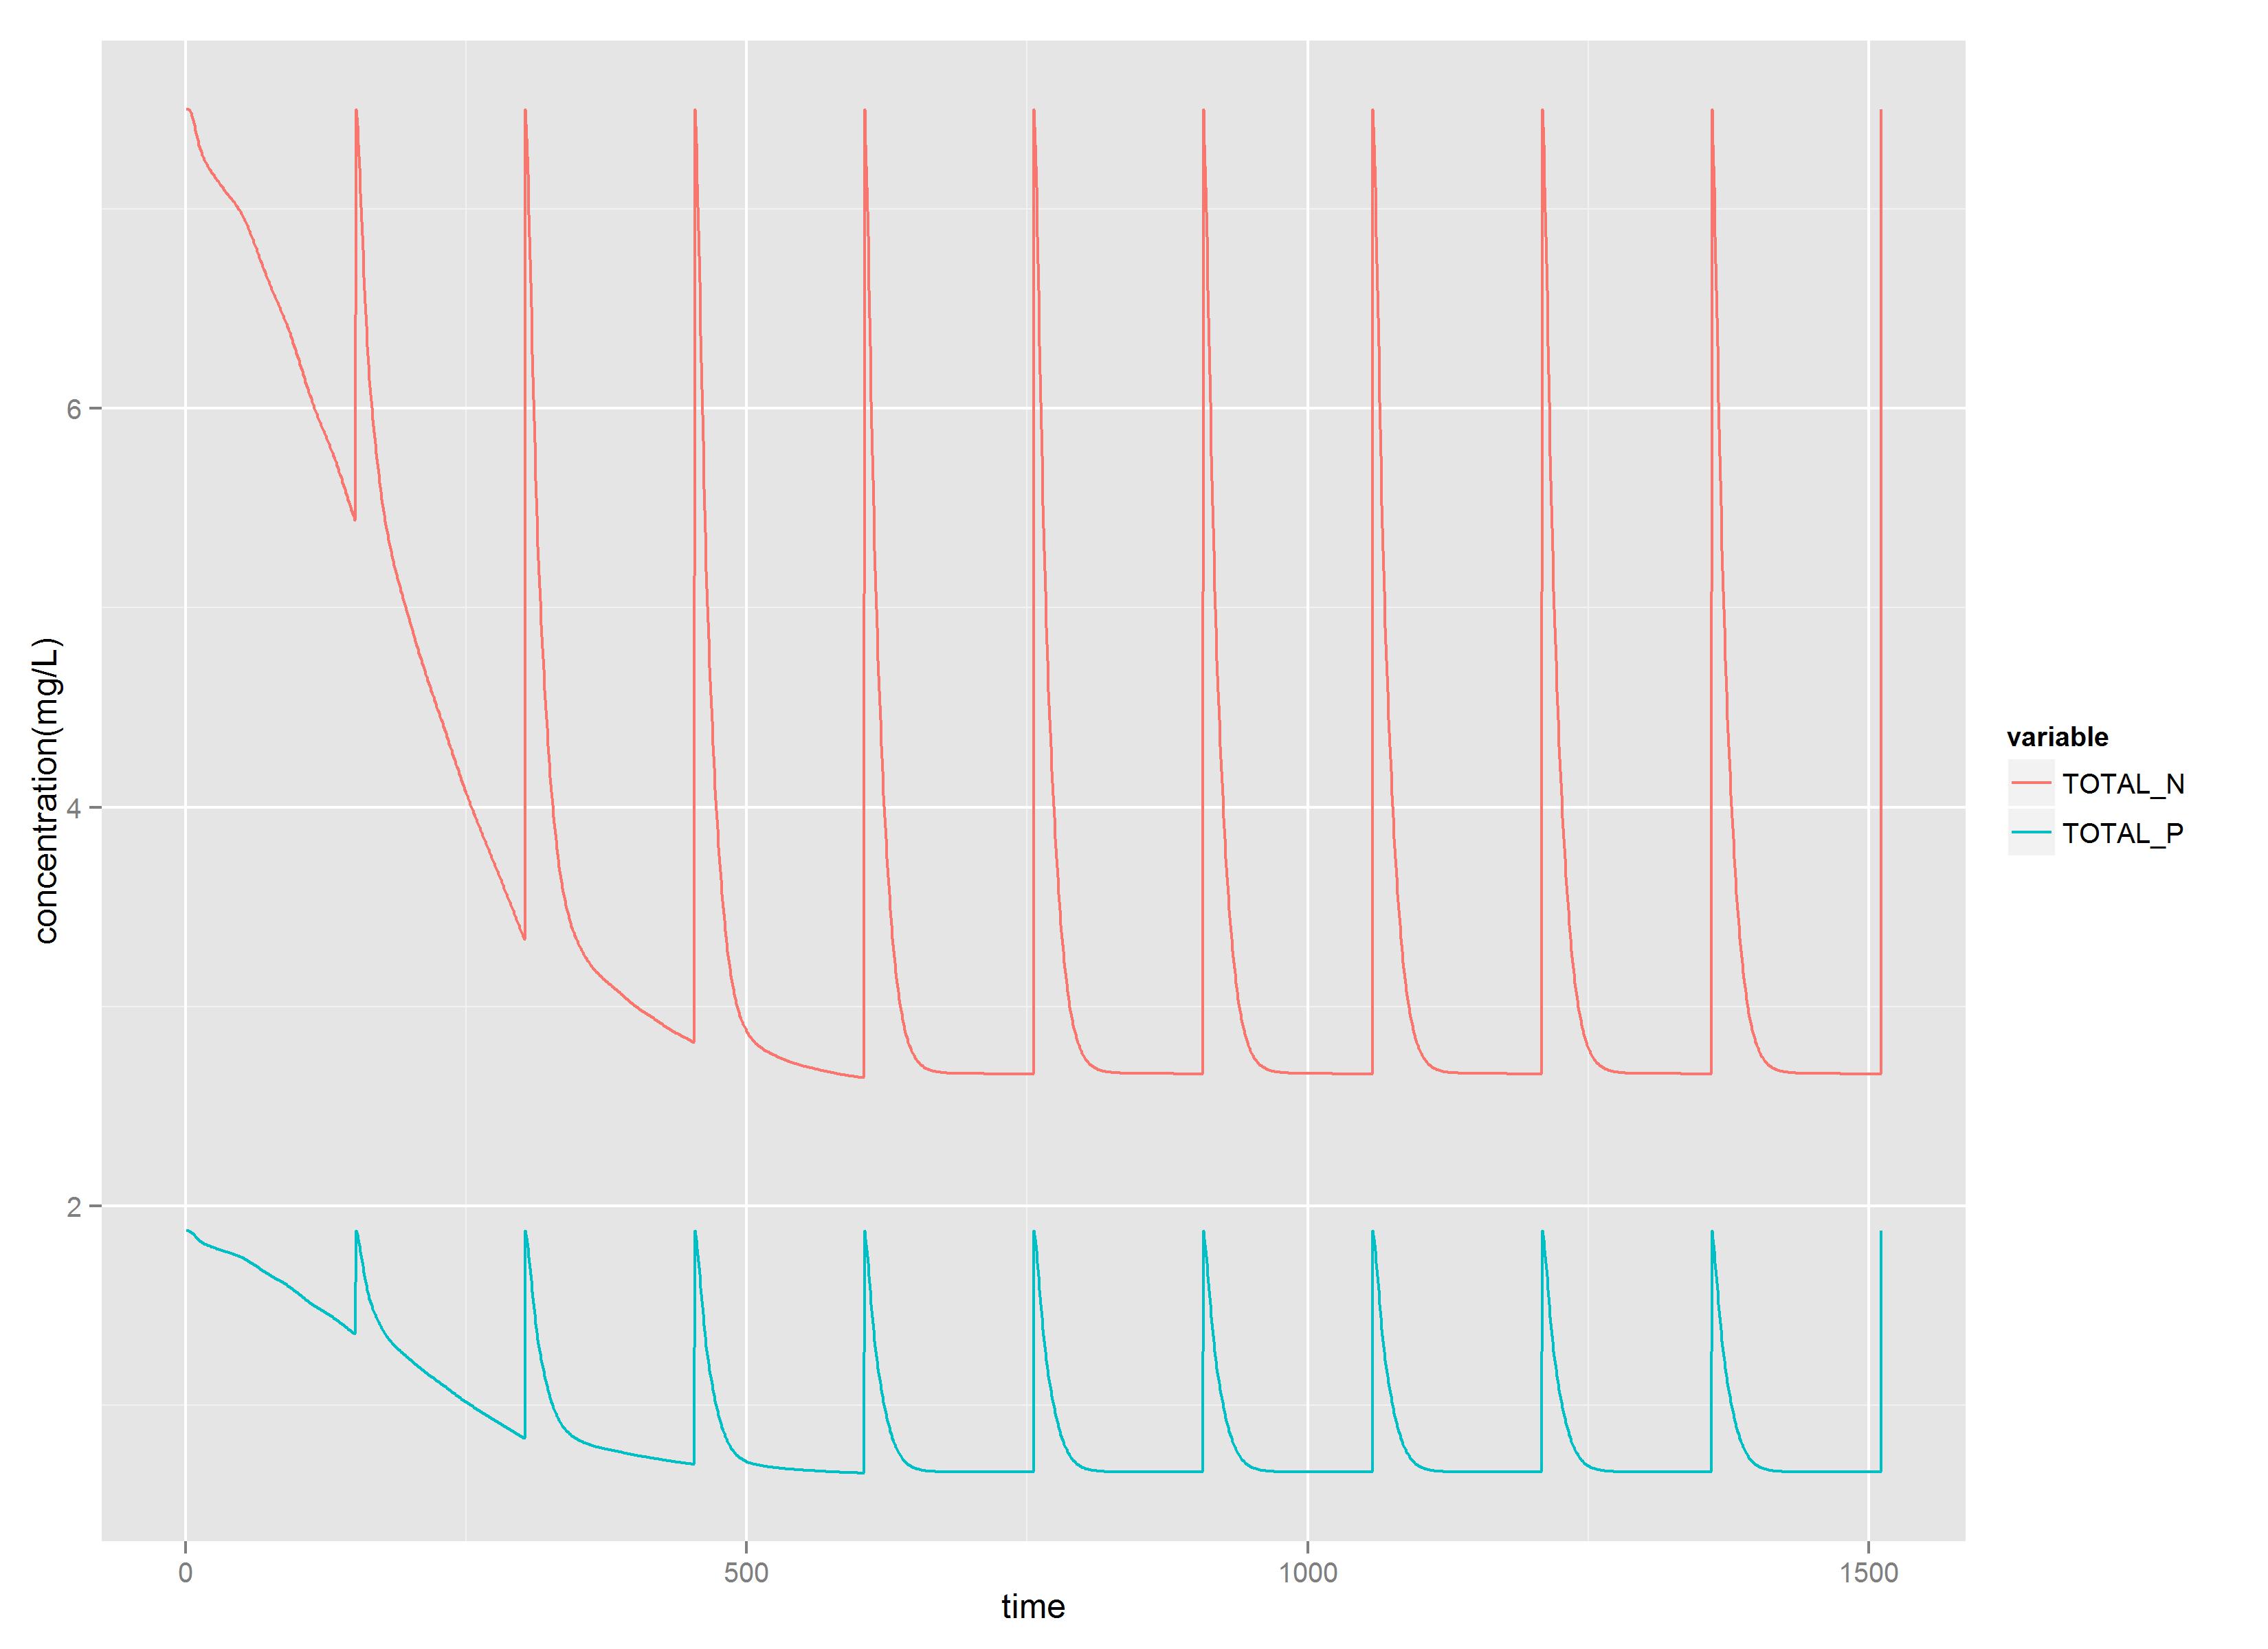 concentration(mg/L)
6
4
2
0 500 1000 1500
time
variable
TOTAL_N
TOTAL_P